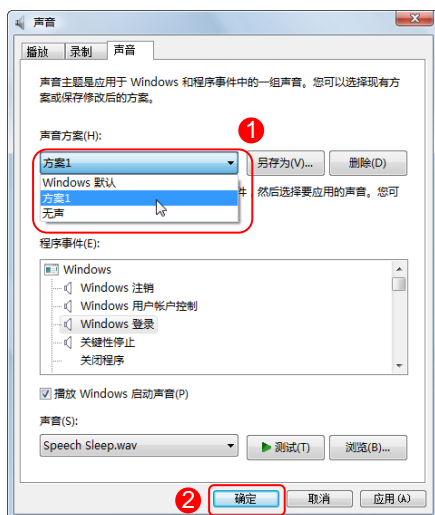 声音
播放 录制 声音
声音主题是应用于 Windows 和程序事件中的一组声音。您可以选择现有方
案或保存修改后的方案。
声音方案(H):
1
方案1 另存为(V)... 删除(D)
Windows 默认
方案1
件，然后选择要应用的声音。您可
无声
程序事件(E):
Windows
Windows 注销
Windows 用户帐户控制
Windows 登录
关键性停止
关闭程序
播放 Windows 启动声音(P)
声音(S):
Speech Sleep.wav 测试(T) 浏览(B)...
2 确定 取消 应用(A)